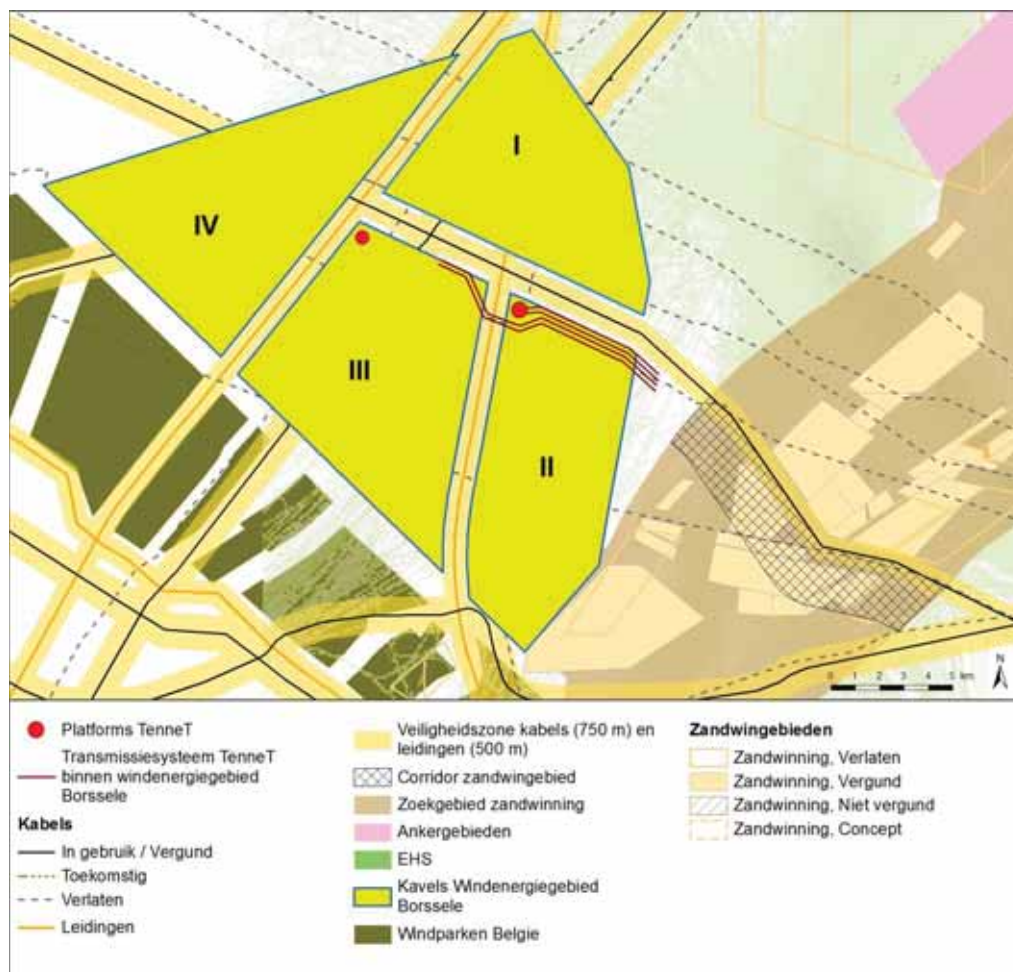 I
IV
III
II
N
0 1 2 3 4 5 km
Platforms TenneT
Transmissiesysteem TenneT
binnen windenergiegebied
Borssele
Kabels
In gebruik / Vergund
Toekomstig
Verlaten
Leidingen
Veiligheidszone kabels (750 m) en
leidingen (500 m)
Corridor zandwingebied
Zoekgebied zandwinning
Ankergebieden
EHS
Kavels Windenergiegebied
Borssele
Windparken Belgie
Zandwingebieden
Zandwinning, Verlaten
Zandwinning, Vergund
Zandwinning, Niet vergund
Zandwinning, Concept